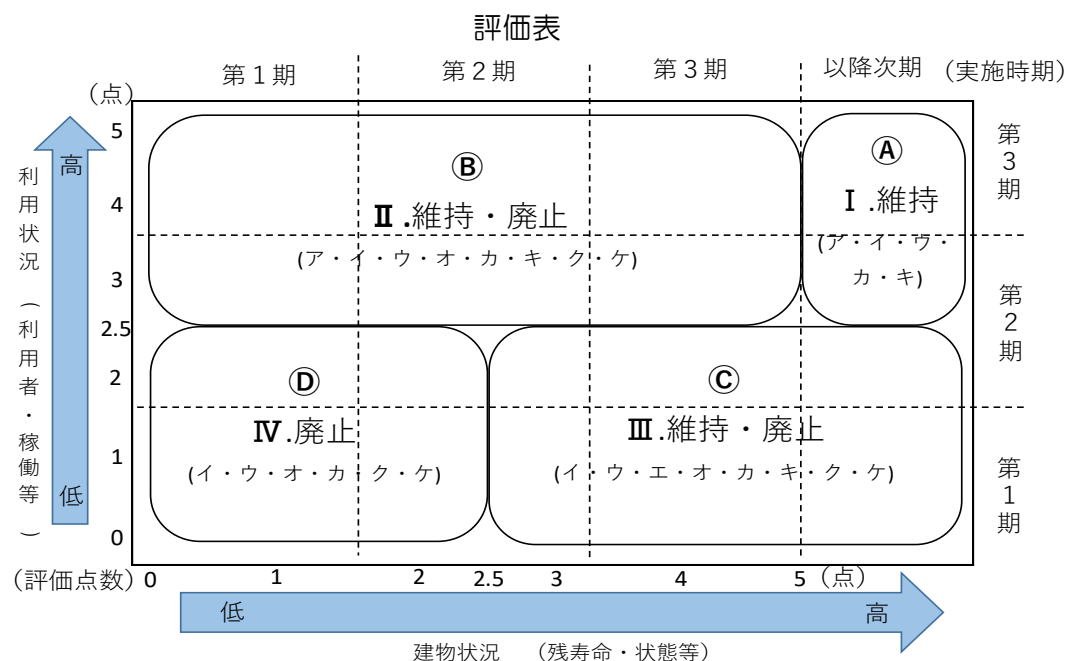 評価表
第１期
第２期
第３期
以降次期
（実施時期）
（点）
5
4
3
2.5
2
1
0
高
低
利用状況（利用者・稼働等）
Ⓑ
Ⅱ.維持・廃止
(ア・イ・ウ・オ・カ・キ・ク・ケ)
Ⓐ
Ⅰ.維持
(ア・イ・ウ・
カ・キ)
Ⓓ
Ⅳ.廃止
(イ・ウ・オ・カ・ク・ケ)
Ⓒ
Ⅲ.維持・廃止
(イ・ウ・エ・オ・カ・キ・ク・ケ)
第３期
第２期
第１期
（評価点数）
0
1
2
2.5
3
4
5
（点）
低
高
建物状況　（残寿命・状態等）